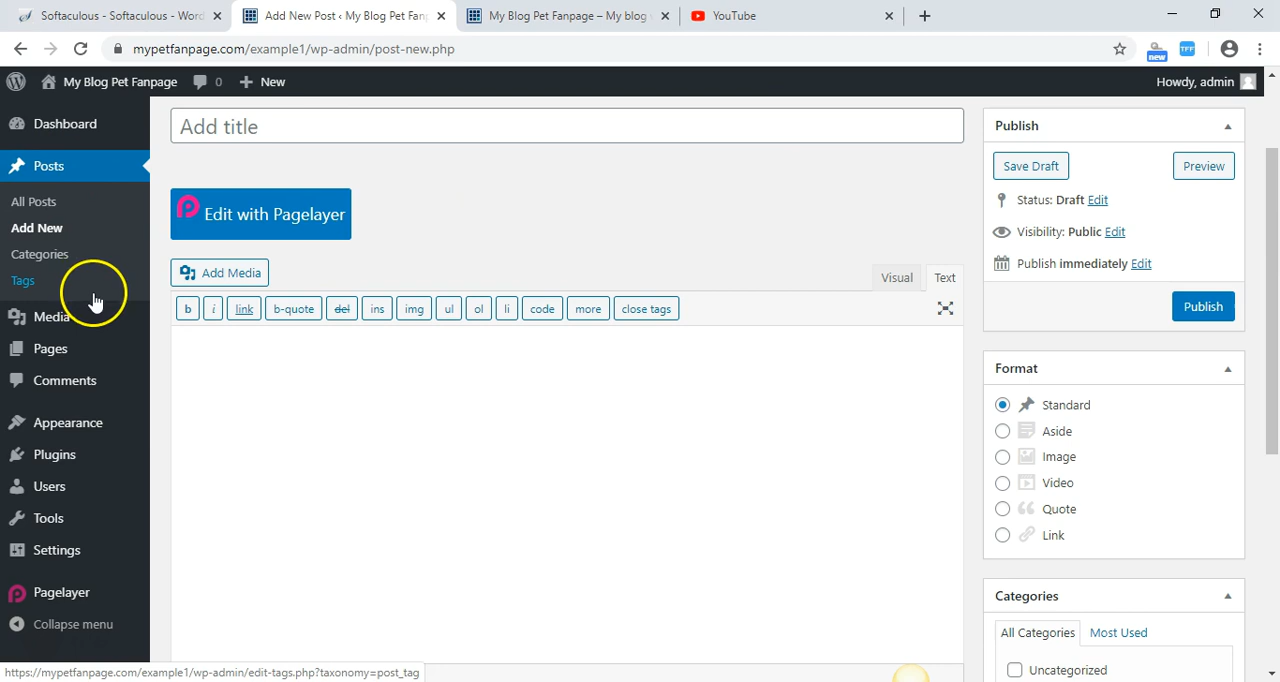 Softaculous - Softaculous - Word
Add New Post ‹ My Blog Pet Fanp
My Blog Pet Fanpage – My blog
YouTube
mypetfanpage.com/example1/wp-admin/post-new.php
new
TFF
My Blog Pet Fanpage
0
New
Howdy, admin
Dashboard
Posts
All Posts
Add New
Categories
Tags
Media
Pages
Comments
Appearance
Plugins
Users
Tools
Settings
Pagelayer
Collapse menu
Add title
Edit with Pagelayer
Add Media
Visual
Text
b
i
link
b-quote
del
ins
img
ul
ol
li
code
more
close tags
Publish
Save Draft
Preview
Status: Draft Edit
Visibility: Public Edit
Publish immediately Edit
Publish
Format
Standard
Aside
Image
Video
Quote
Link
Categories
All Categories
Most Used
Uncategorized
https://mypetfanpage.com/example1/wp-admin/edit-tags.php?taxonomy=post_tag